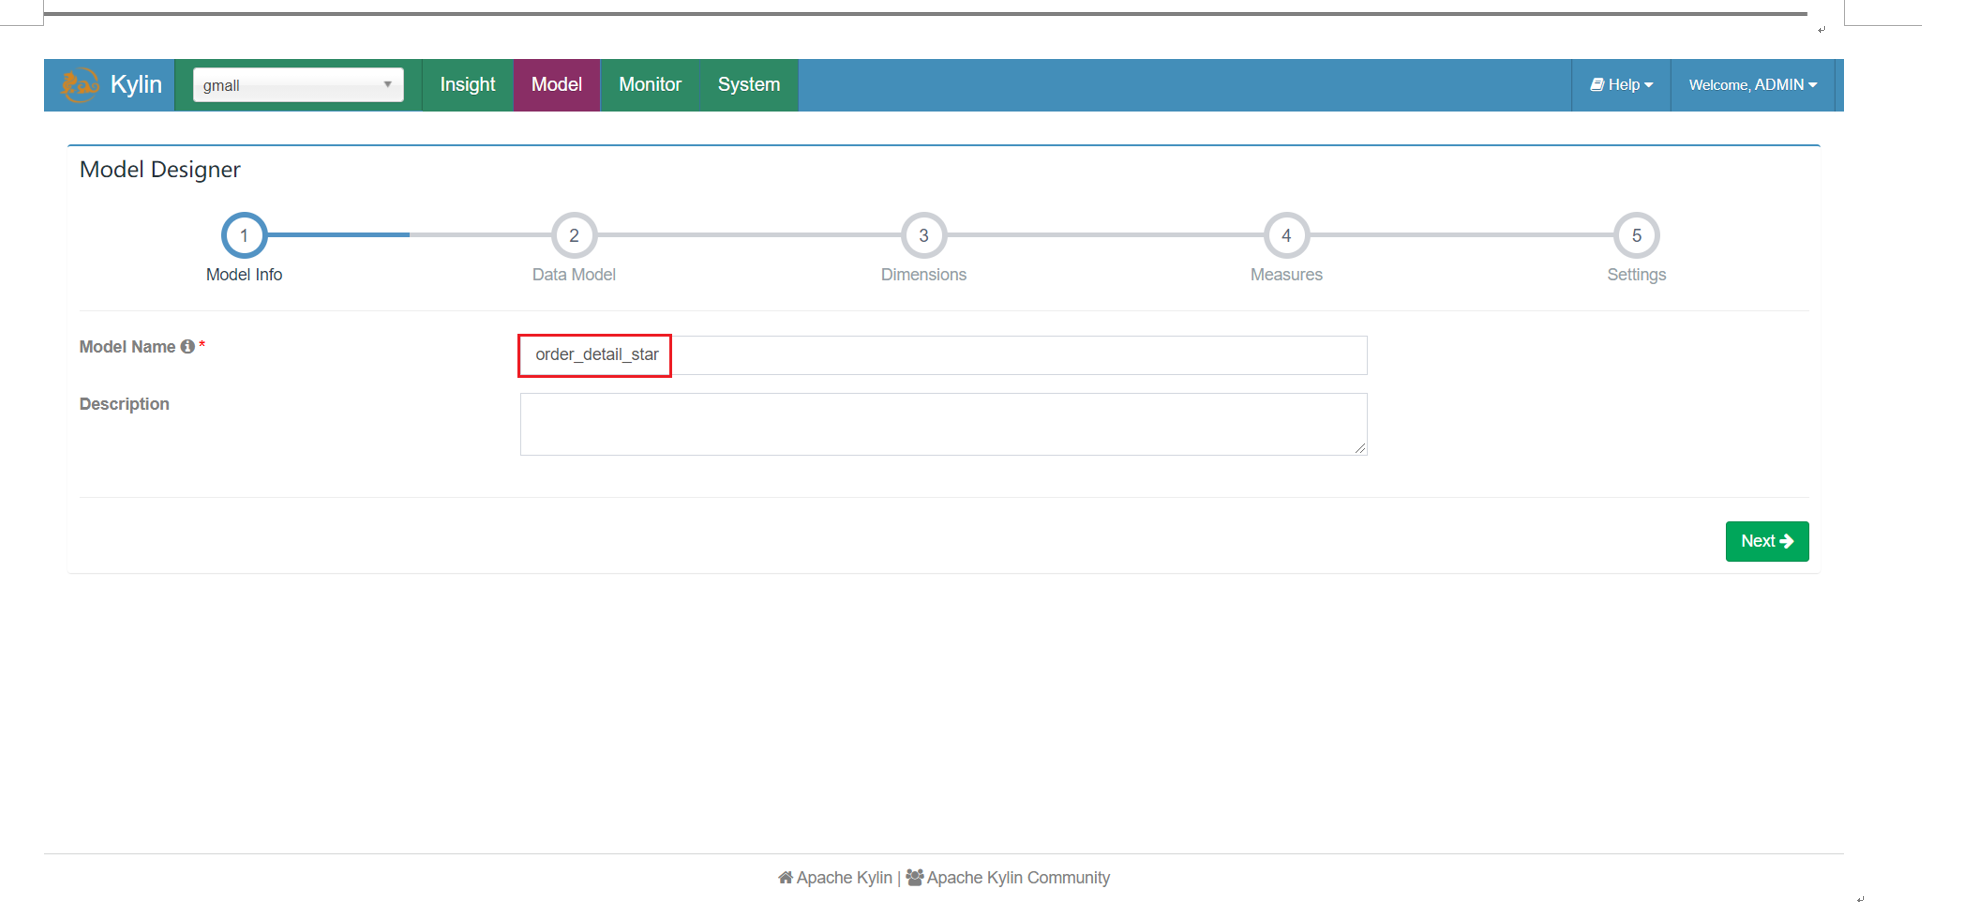 Kylin gmall Insight Model Monitor System Help Welcome, ADMIN
Model Designer
1 2 3 4 5
Model Info Data Model Dimensions Measures Settings
Model Name * order_detail_star
Description
Next
Apache Kylin | Apache Kylin Community